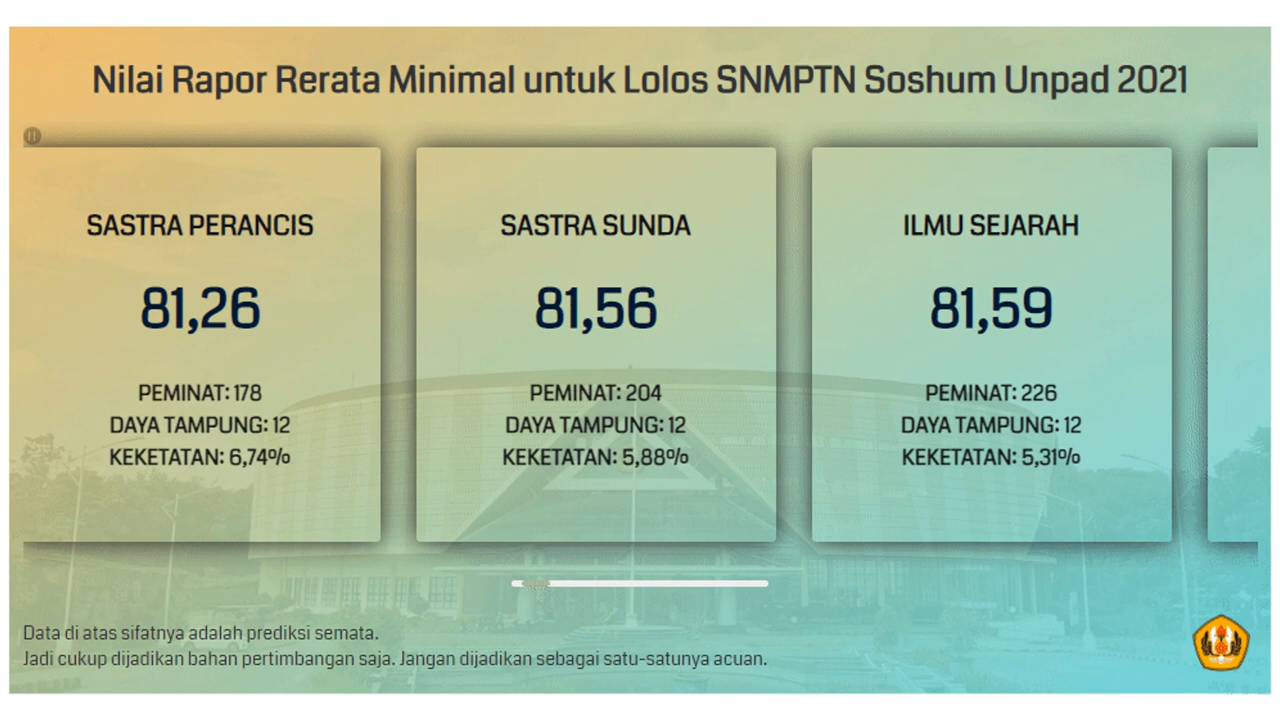 Nilai Rapor Rerata Minimal untuk Lolos SNMPTN Soshum Unpad 2021
SASTRA PERANCIS
81,26
PEMINAT: 178
DAYA TAMPUNG: 12
KEKETATAN: 6,74%
SASTRA SUNDA
81,56
PEMINAT: 204
DAYA TAMPUNG: 12
KEKETATAN: 5,88%
ILMU SEJARAH
81,59
PEMINAT: 226
DAYA TAMPUNG: 12
KEKETATAN: 5,31%
Data di atas sifatnya adalah prediksi semata.
Jadi cukup dijadikan bahan pertimbangan saja. Jangan dijadikan sebagai satu-satunya acuan.